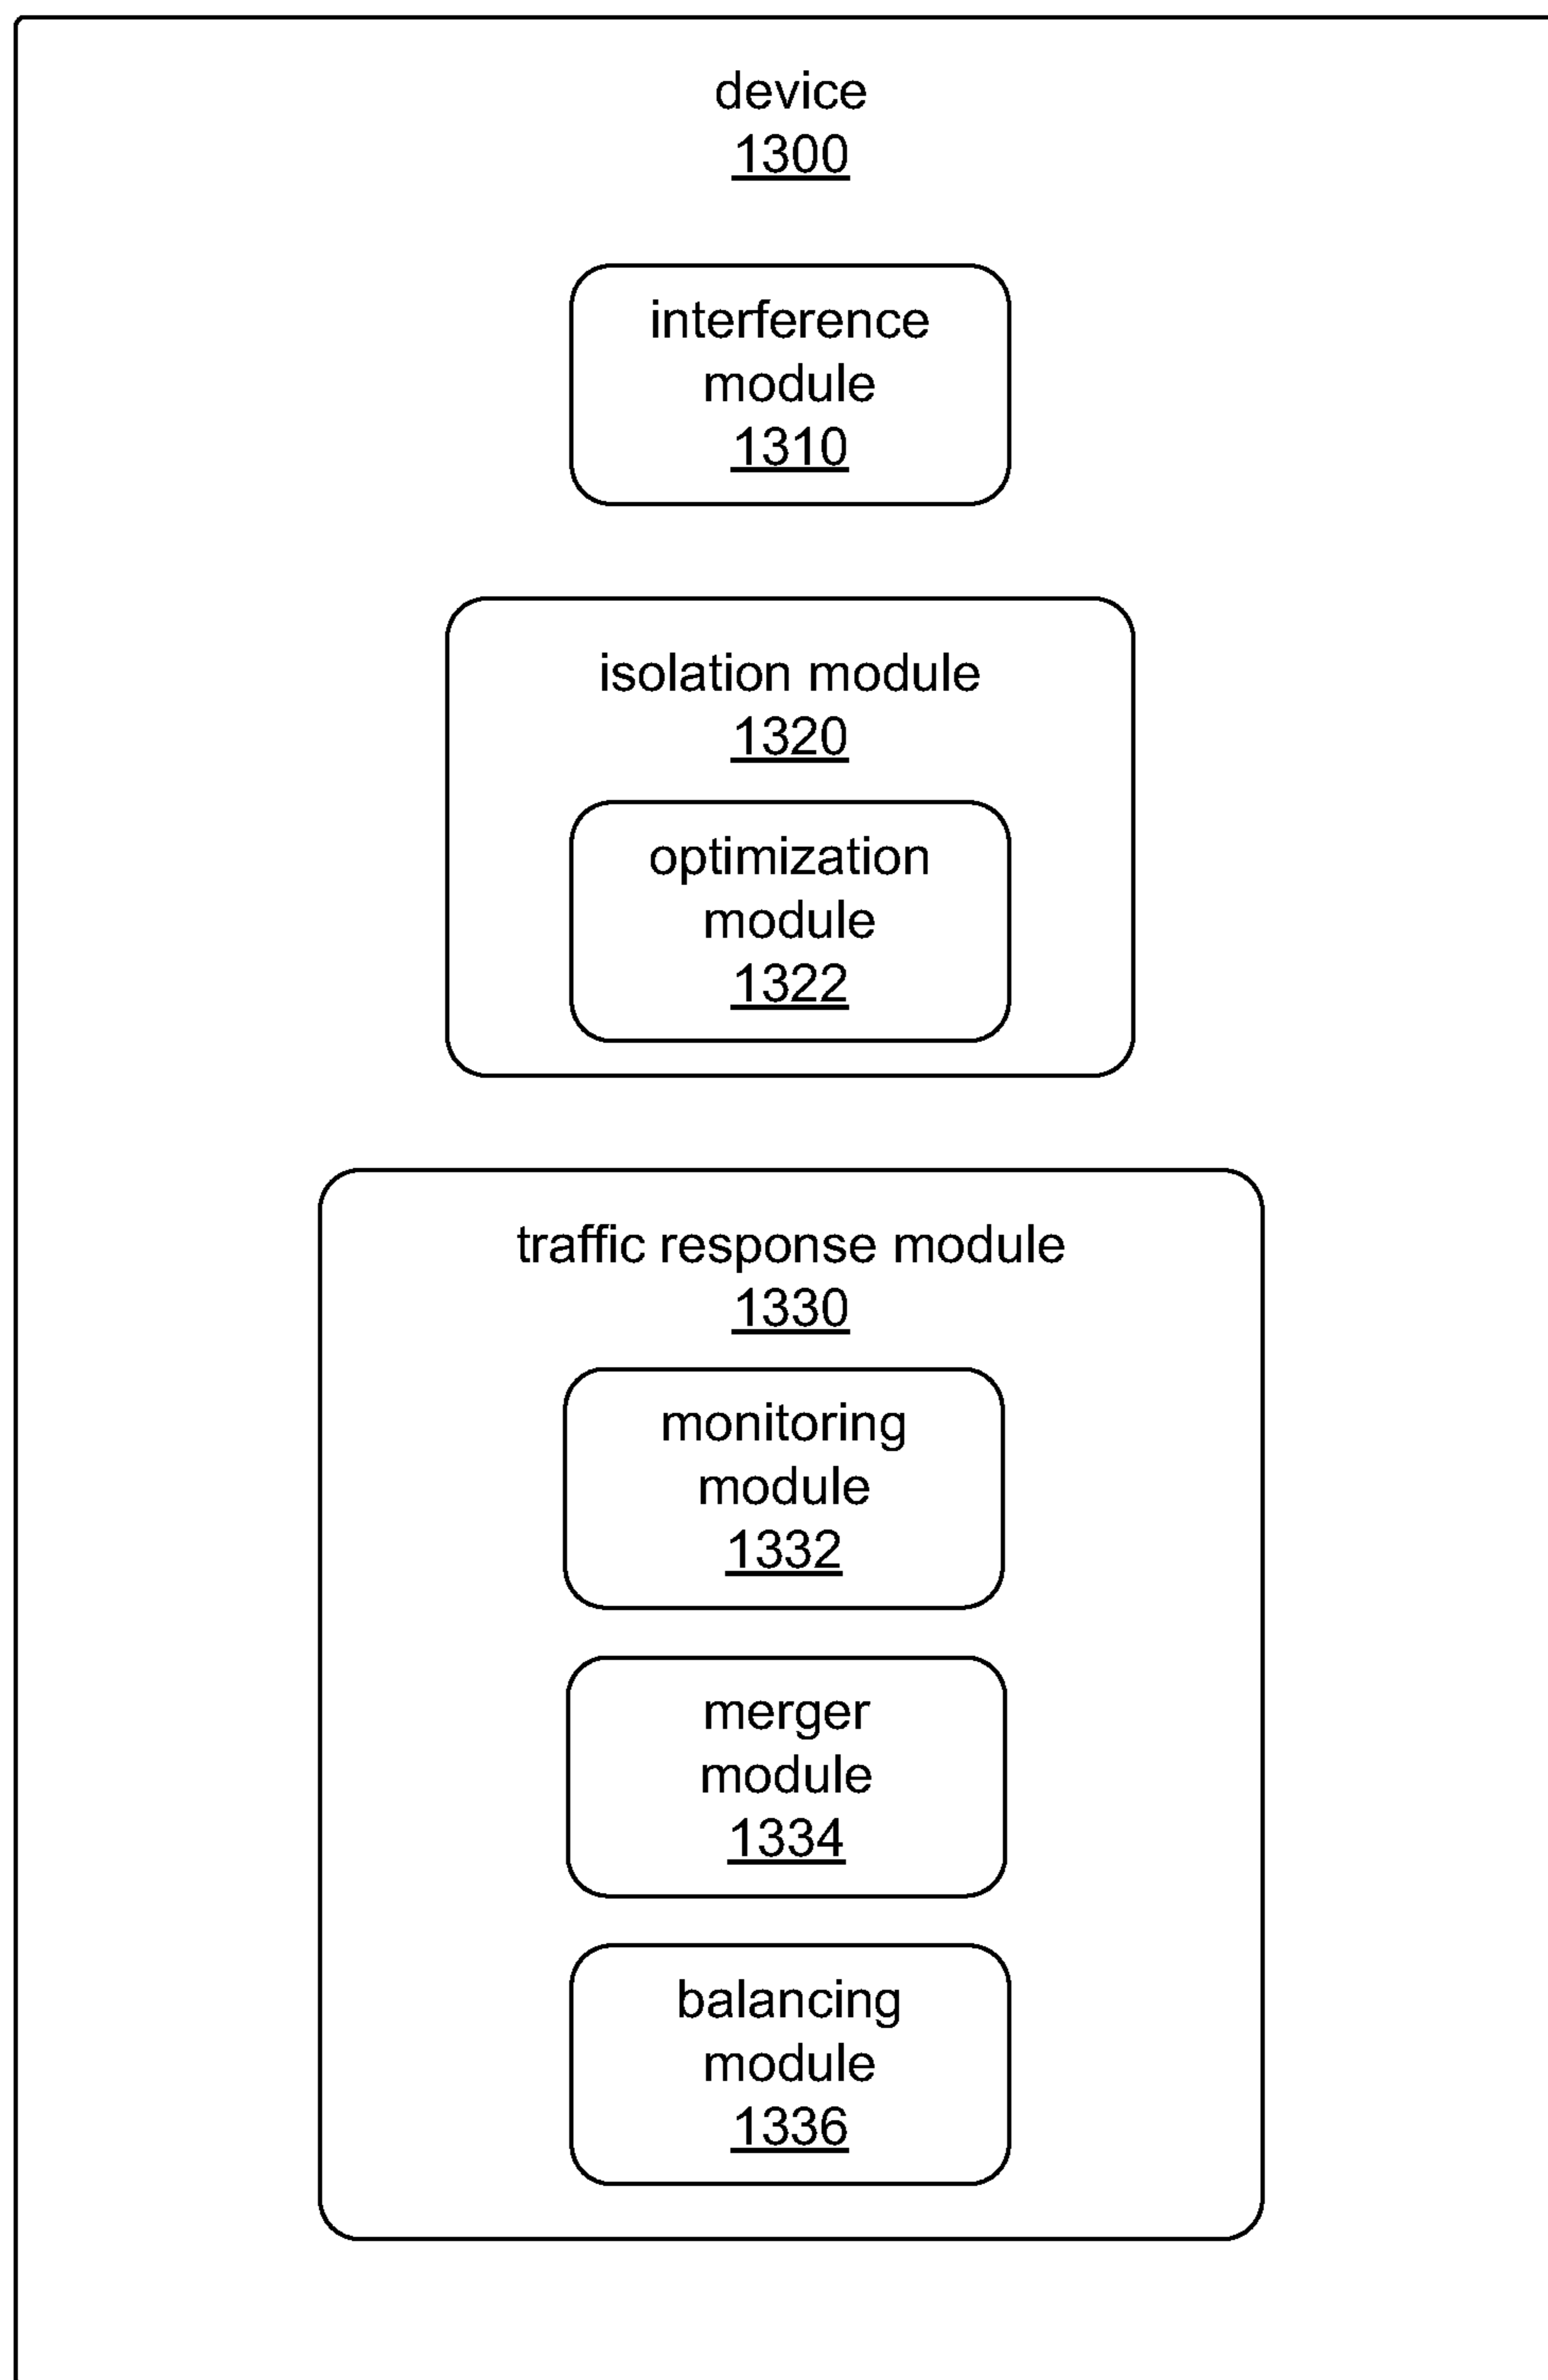 device
1300
interference
module
1310
isolation module
1320
optimization
module
1322
traffic response module
1330
monitoring
module
1332
merger
module
1334
balancing
module
1336